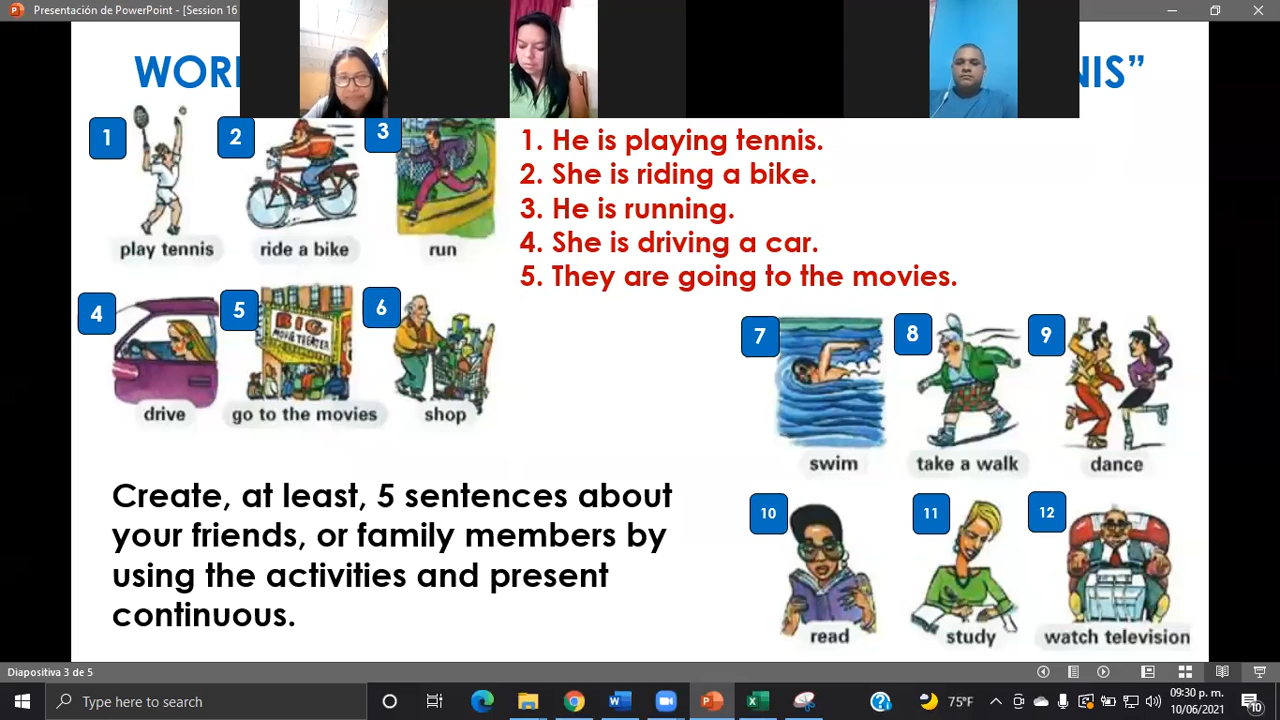 Presentación de PowerPoint - [Session 16
WOR
NIS”
1
2
3
1. He is playing tennis.
2. She is riding a bike.
3. He is running.
4. She is driving a car.
5. They are going to the movies.
play tennis
ride a bike
run
4
5
6
BIG
MOVIE THEATER
drive
go to the movies
shop
7
8
9
swim
take a walk
dance
Create, at least, 5 sentences about
your friends, or family members by
using the activities and present
continuous.
10
11
12
read
study
watch television
Diapositiva 3 de 5
Type here to search
75°F
09:30 p. m.
10/06/2021
10